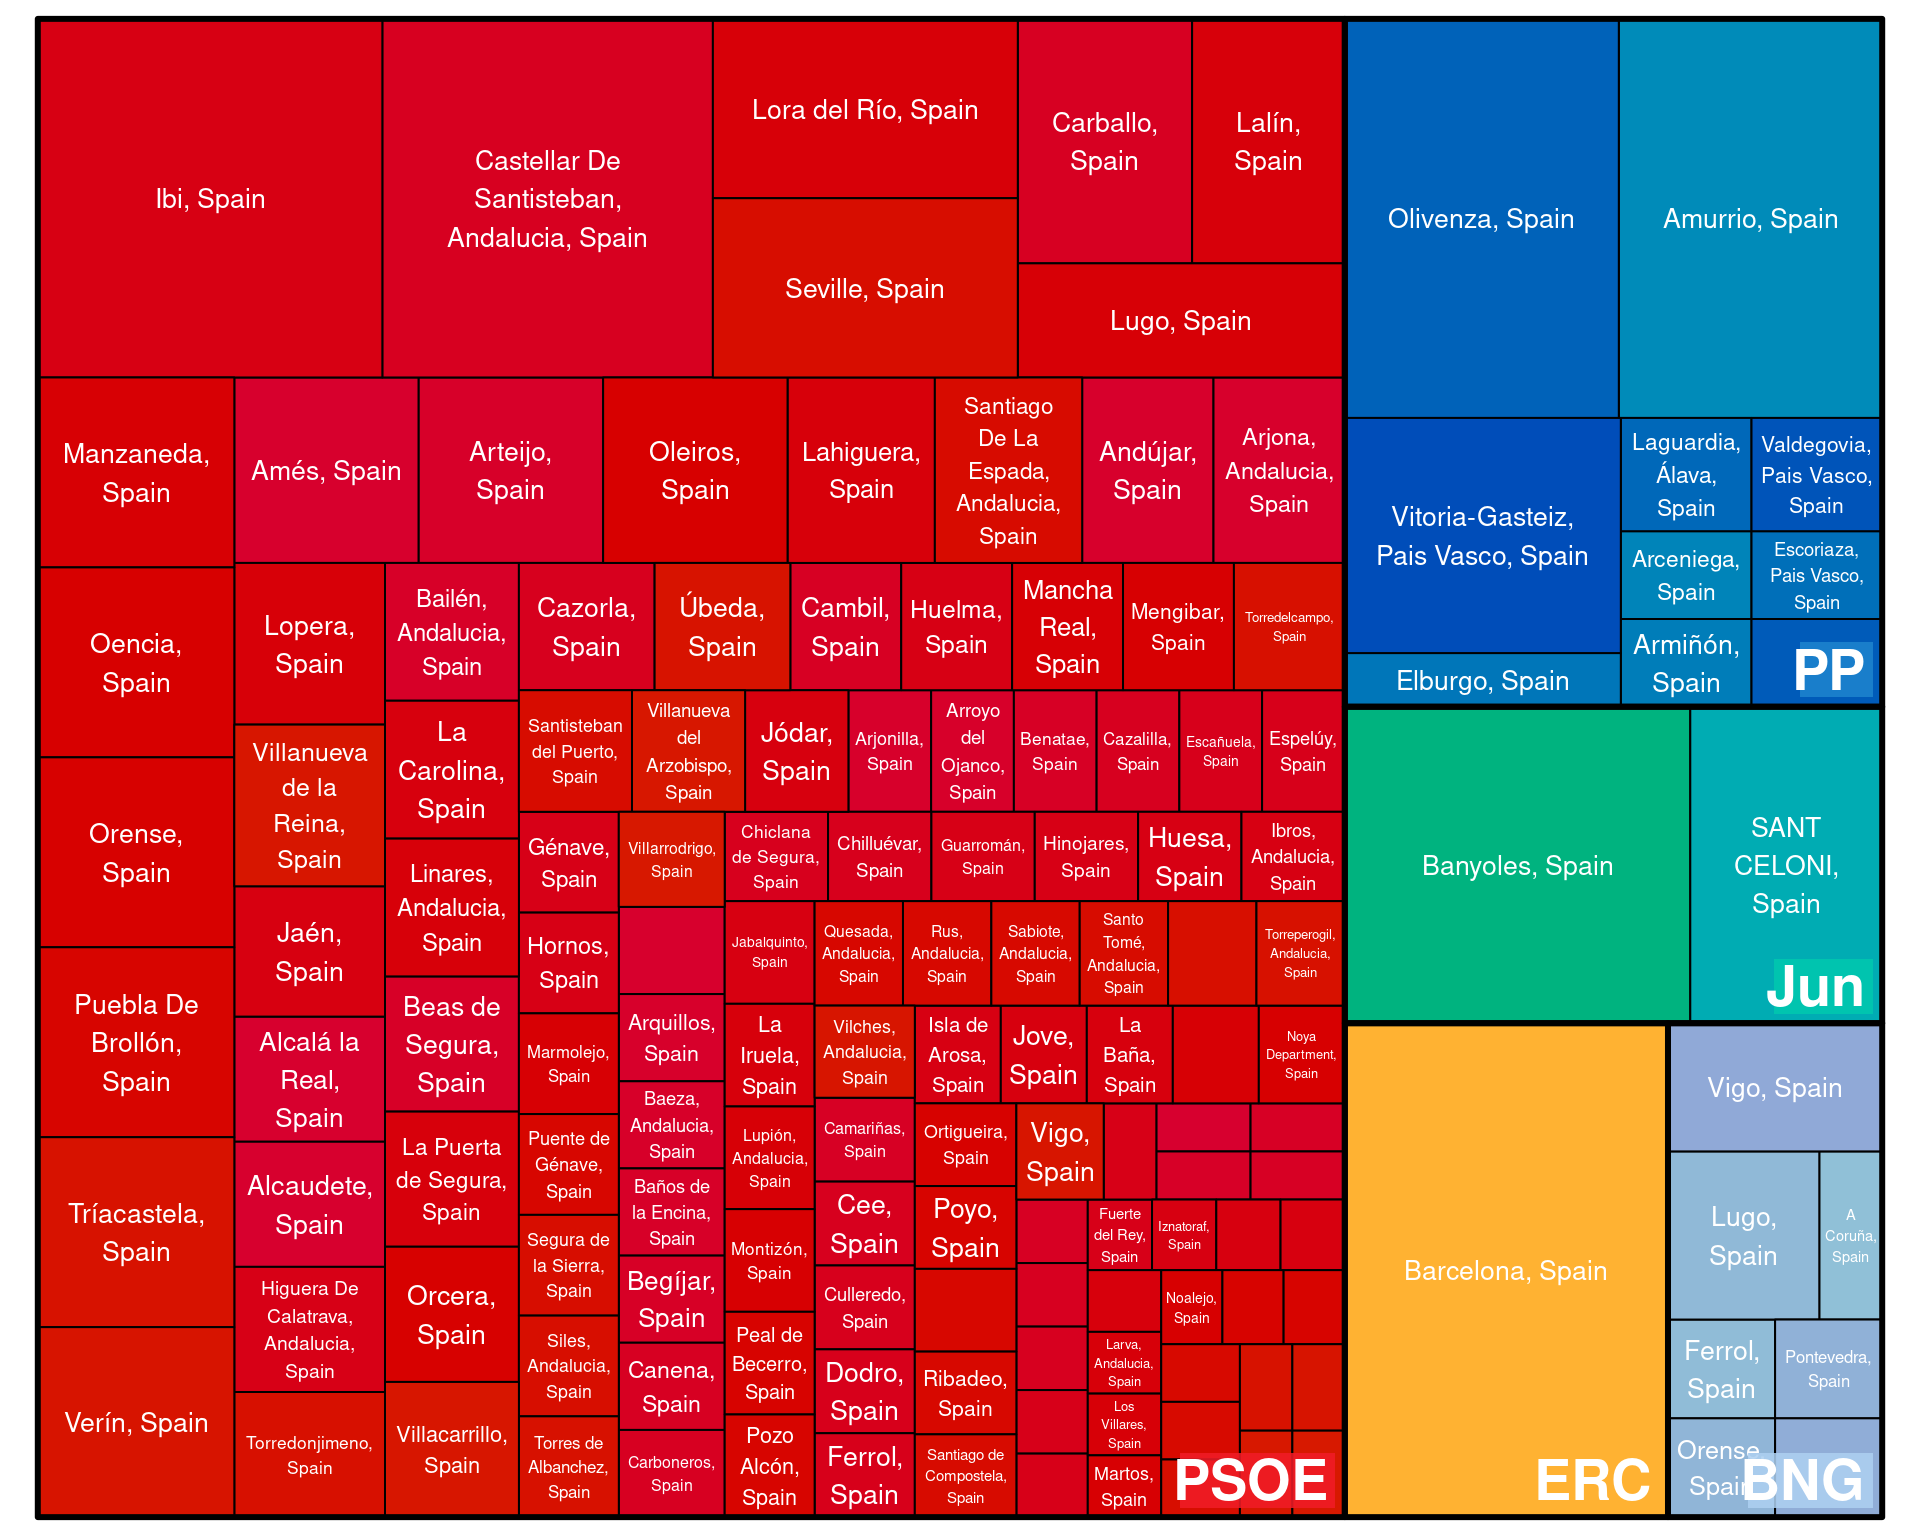 Ibi, Spain
Castellar De
Santisteban,
Andalucia, Spain
Lora del Río, Spain
Seville, Spain
Carballo,
Spain
Lalín,
Spain
Lugo, Spain
Manzaneda,
Spain
Oencia,
Spain
Orense,
Spain
Puebla De
Brollón,
Spain
Tríacastela,
Spain
Verín, Spain
Amés, Spain
Arteijo,
Spain
Oleiros,
Spain
Lahiguera,
Spain
Santiago
De La
Espada,
Andalucia,
Spain
Andújar,
Spain
Arjona,
Andalucia,
Spain
Lopera,
Spain
Villanueva
de la
Reina,
Spain
Jaén,
Spain
Alcalá la
Real,
Spain
Alcaudete,
Spain
Higuera De
Calatrava,
Andalucia,
Spain
Torredonjimeno,
Spain
Bailén,
Andalucia,
Spain
La
Carolina,
Spain
Linares,
Andalucia,
Spain
Beas de
Segura,
Spain
La Puerta
de Segura,
Spain
Orcera,
Spain
Villacarrillo,
Spain
Cazorla,
Spain
Úbeda,
Spain
Cambil,
Spain
Huelma,
Spain
Mancha
Real,
Spain
Mengibar,
Spain
Torredelcampo,
Spain
Santisteban
del Puerto,
Spain
Villanueva
del
Arzobispo,
Spain
Jódar,
Spain
Arjonilla,
Spain
Arroyo
del
Ojanco,
Spain
Benatae,
Spain
Cazalilla,
Spain
Escañuela,
Spain
Espelúy,
Spain
Génave,
Spain
Hornos,
Spain
Marmolejo,
Spain
Puente de
Génave,
Spain
Segura de
la Sierra,
Spain
Siles,
Andalucia,
Spain
Torres de
Albanchez,
Spain
Villarrodrigo,
Spain
Arquillos,
Spain
Baeza,
Andalucia,
Spain
Baños de
la Encina,
Spain
Begíjar,
Spain
Canena,
Spain
Carboneros,
Spain
Chiclana
de Segura,
Spain
Chilluévar,
Spain
Guarromán,
Spain
Hinojares,
Spain
Huesa,
Spain
Ibros,
Andalucia,
Spain
Jabalquinto,
Spain
La
Iruela,
Spain
Lupión,
Andalucia,
Spain
Montizón,
Spain
Peal de
Becerro,
Spain
Pozo
Alcón,
Spain
Quesada,
Andalucia,
Spain
Rus,
Andalucia,
Spain
Sabiote,
Andalucia,
Spain
Santo
Tomé,
Andalucia,
Spain
Torreperogil,
Andalucia,
Spain
Vilches,
Andalucia,
Spain
Camariñas,
Spain
Cee,
Spain
Culleredo,
Spain
Dodro,
Spain
Ferrol,
Spain
Isla de
Arosa,
Spain
Jove,
Spain
La
Baña,
Spain
Noya
Department,
Spain
Ortigueira,
Spain
Poyo,
Spain
Ribadeo,
Spain
Santiago de
Compostela,
Spain
Vigo,
Spain
Fuerte
del Rey,
Spain
Iznatoraf,
Spain
Noalejo,
Spain
Larva,
Andalucia,
Spain
Los
Villares,
Spain
Martos,
Spain
PSOE
Olivenza, Spain
Amurrio, Spain
Vitoria-Gasteiz,
Pais Vasco, Spain
Elburgo, Spain
Laguardia,
Álava,
Spain
Valdegovia,
Pais Vasco,
Spain
Arceniega,
Spain
Escoriaza,
Pais Vasco,
Spain
Armiñón,
Spain
PP
Banyoles, Spain
SANT
CELONI,
Spain
Jun
Barcelona, Spain
ERC
Vigo, Spain
Lugo,
Spain
A
Coruña,
Spain
Ferrol,
Spain
Pontevedra,
Spain
Orense,
Spain
BNG